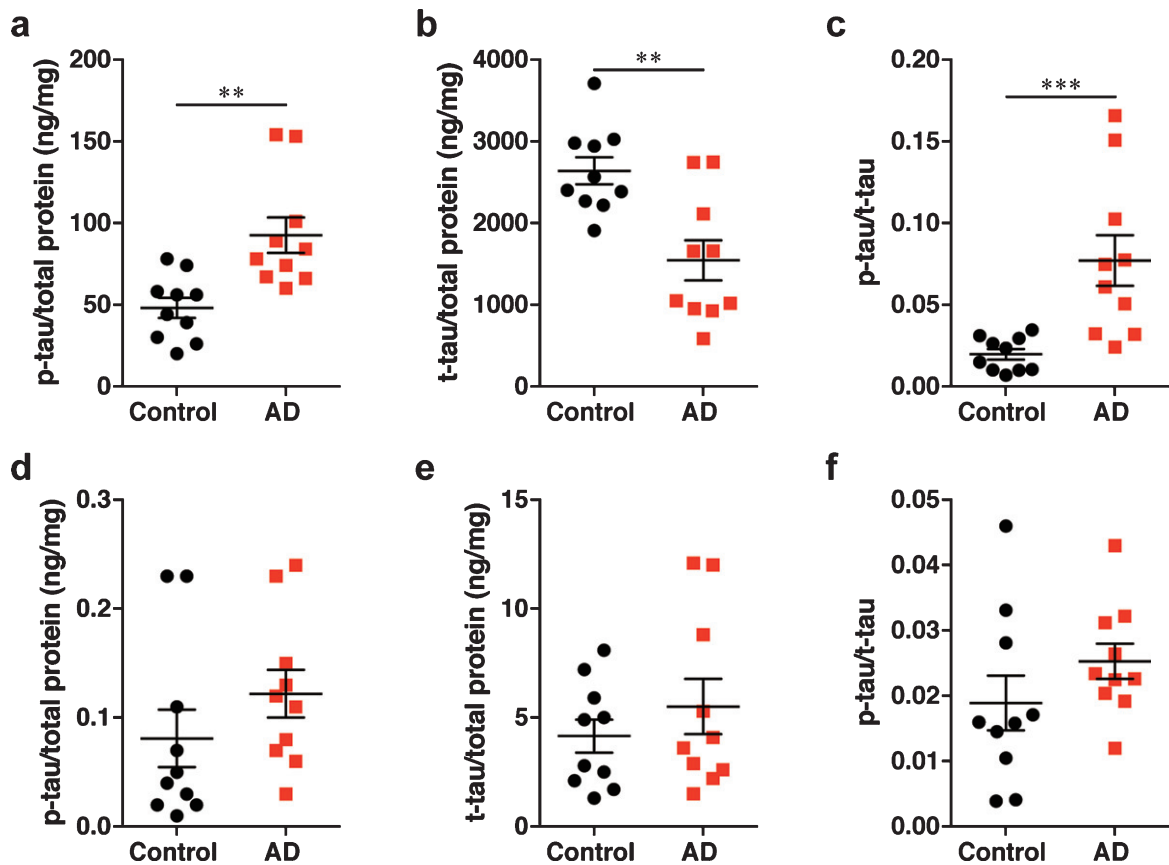 a
p-tau/total protein (ng/mg)
200
150
100
50
0
**
Control
AD
b
t-tau/total protein (ng/mg)
4000
3000
2000
1000
0
**
Control
AD
c
p-tau/t-tau
0.20
0.15
0.10
0.05
0.00
***
Control
AD
d
p-tau/total protein (ng/mg)
0.3
0.2
0.1
0.0
Control
AD
e
t-tau/total protein (ng/mg)
15
10
5
0
Control
AD
f
p-tau/t-tau
0.05
0.04
0.03
0.02
0.01
0.00
Control
AD